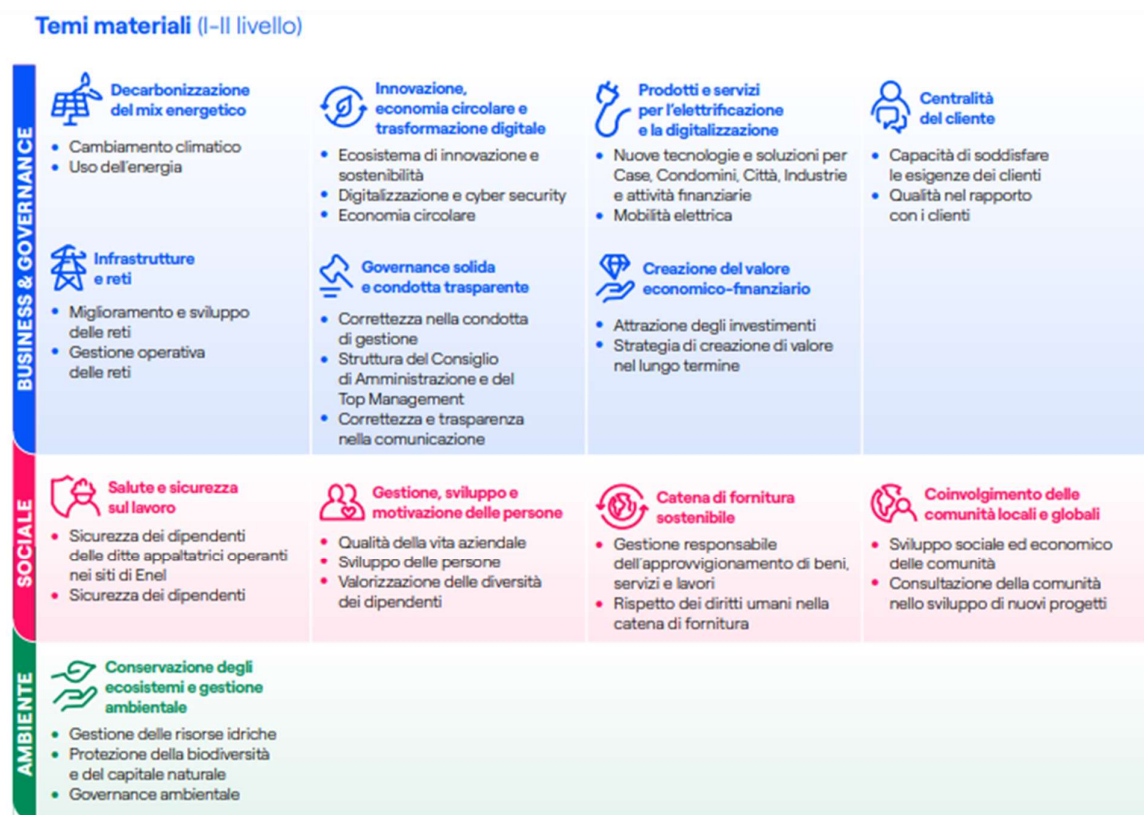 Temi materiali (I-II livello)
BUSINESS & GOVERNANCE
Decarbonizzazione
del mix energetico
• Cambiamento climatico
• Uso dell'energia
Innovazione,
economia circolare e
trasformazione digitale
• Ecosistema di innovazione e
sostenibilità
• Digitalizzazione e cyber security
• Economia circolare
Prodotti e servizi
per l'elettrificazione
e la digitalizzazione
• Nuove tecnologie e soluzioni per
Case, Condomini, Città, Industrie
e attività finanziarie
• Mobilità elettrica
Centralità
del cliente
• Capacità di soddisfare
le esigenze dei clienti
• Qualità nel rapporto
con i clienti
Infrastrutture
e reti
• Miglioramento e sviluppo
delle reti
• Gestione operativa
delle reti
Governance solida
e condotta trasparente
• Correttezza nella condotta
di gestione
• Struttura del Consiglio
di Amministrazione e del
Top Management
• Correttezza e trasparenza
nella comunicazione
Creazione del valore
economico-finanziario
• Attrazione degli investimenti
• Strategia di creazione di valore
nel lungo termine
SOCIALE
Salute e sicurezza
sul lavoro
• Sicurezza dei dipendenti
delle ditte appaltatrici operanti
nei siti di Enel
• Sicurezza dei dipendenti
Gestione, sviluppo e
motivazione delle persone
• Qualità della vita aziendale
• Sviluppo delle persone
• Valorizzazione delle diversità
dei dipendenti
Catena di fornitura
sostenibile
• Gestione responsabile
dell'approvvigionamento di beni,
servizi e lavori
• Rispetto dei diritti umani nella
catena di fornitura
Coinvolgimento delle
comunità locali e globali
• Sviluppo sociale ed economico
delle comunità
• Consultazione della comunità
nello sviluppo di nuovi progetti
AMBIENTE
Conservazione degli
ecosistemi e gestione
ambientale
• Gestione delle risorse idriche
• Protezione della biodiversità
e del capitale naturale
• Governance ambientale